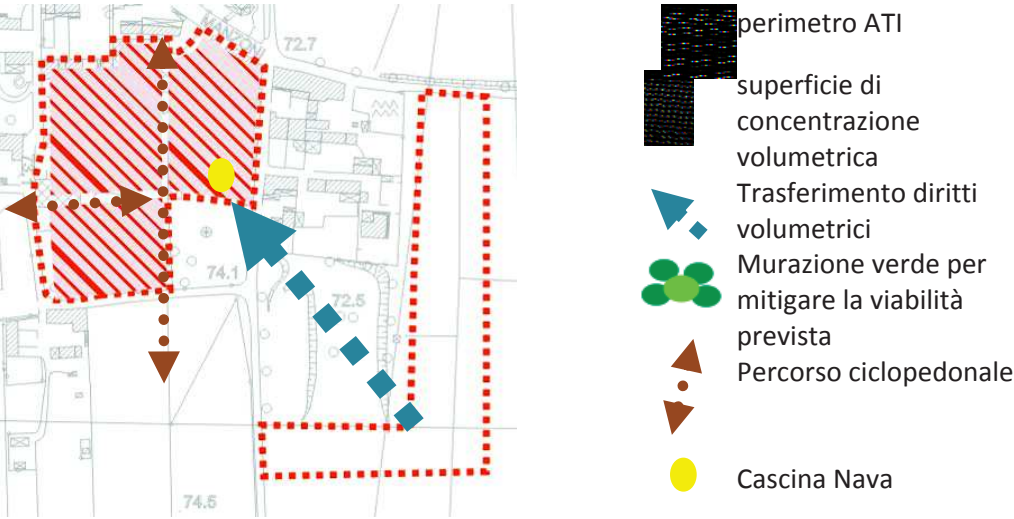 MANZONI
72.7
74.1
72.5
74.5
perimetro ATI
superficie di
concentrazione
volumetrica
Trasferimento diritti
volumetrici
Murazione verde per
mitigare la viabilità
prevista
Percorso ciclopedonale
Cascina Nava